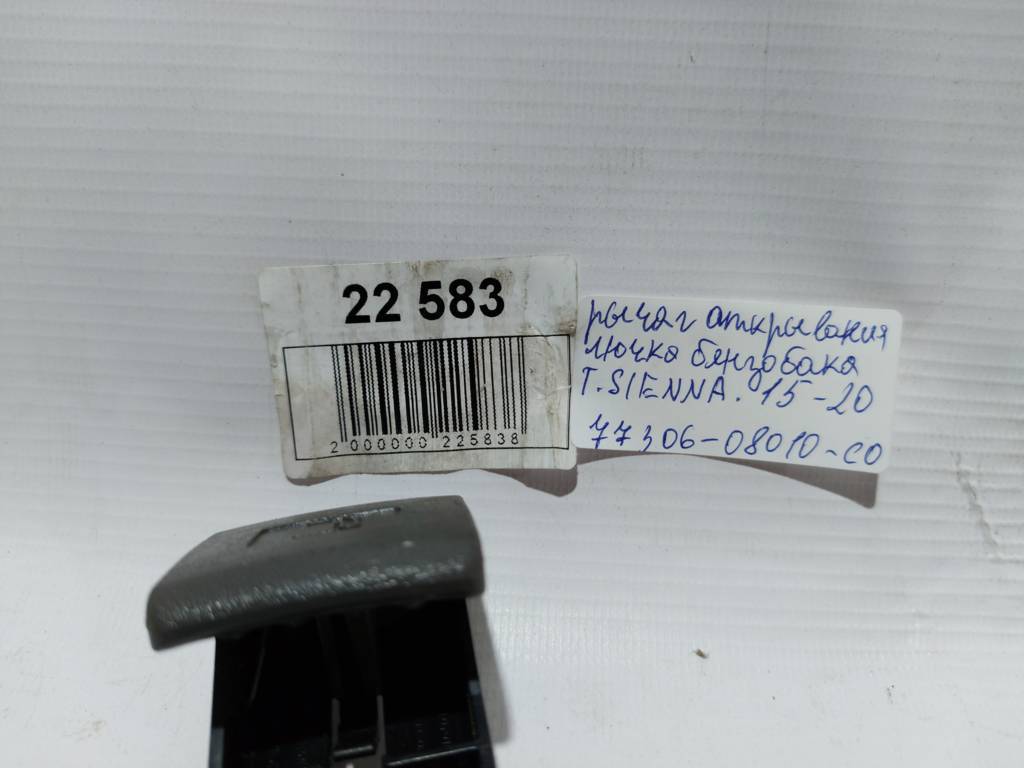 22 583
2 000000 225838
рычаг открывания
лючка бензобака
T.SIENNA. 15-20
77306-08010-C0